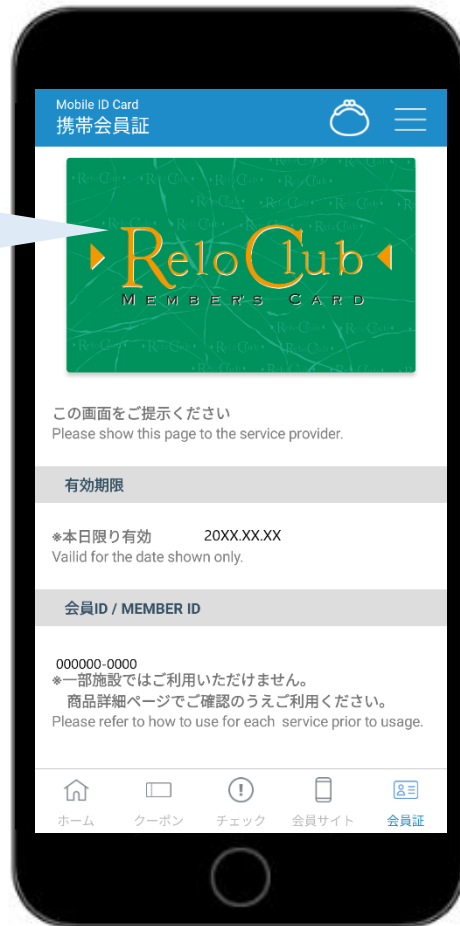 Mobile ID Card
携帯会員証
ReloClub
MEMBER'S CARD
この画面をご提示ください
Please show this page to the service provider.
有効期限
※本日限り有効 20XX.XX.XX
Vailid for the date shown only.
会員ID / MEMBER ID
000000-0000
※一部施設ではご利用いただけません。
商品詳細ページでご確認のうえご利用ください。
Please refer to how to use for each service prior to usage.
ホーム クーポン チェック 会員サイト 会員証